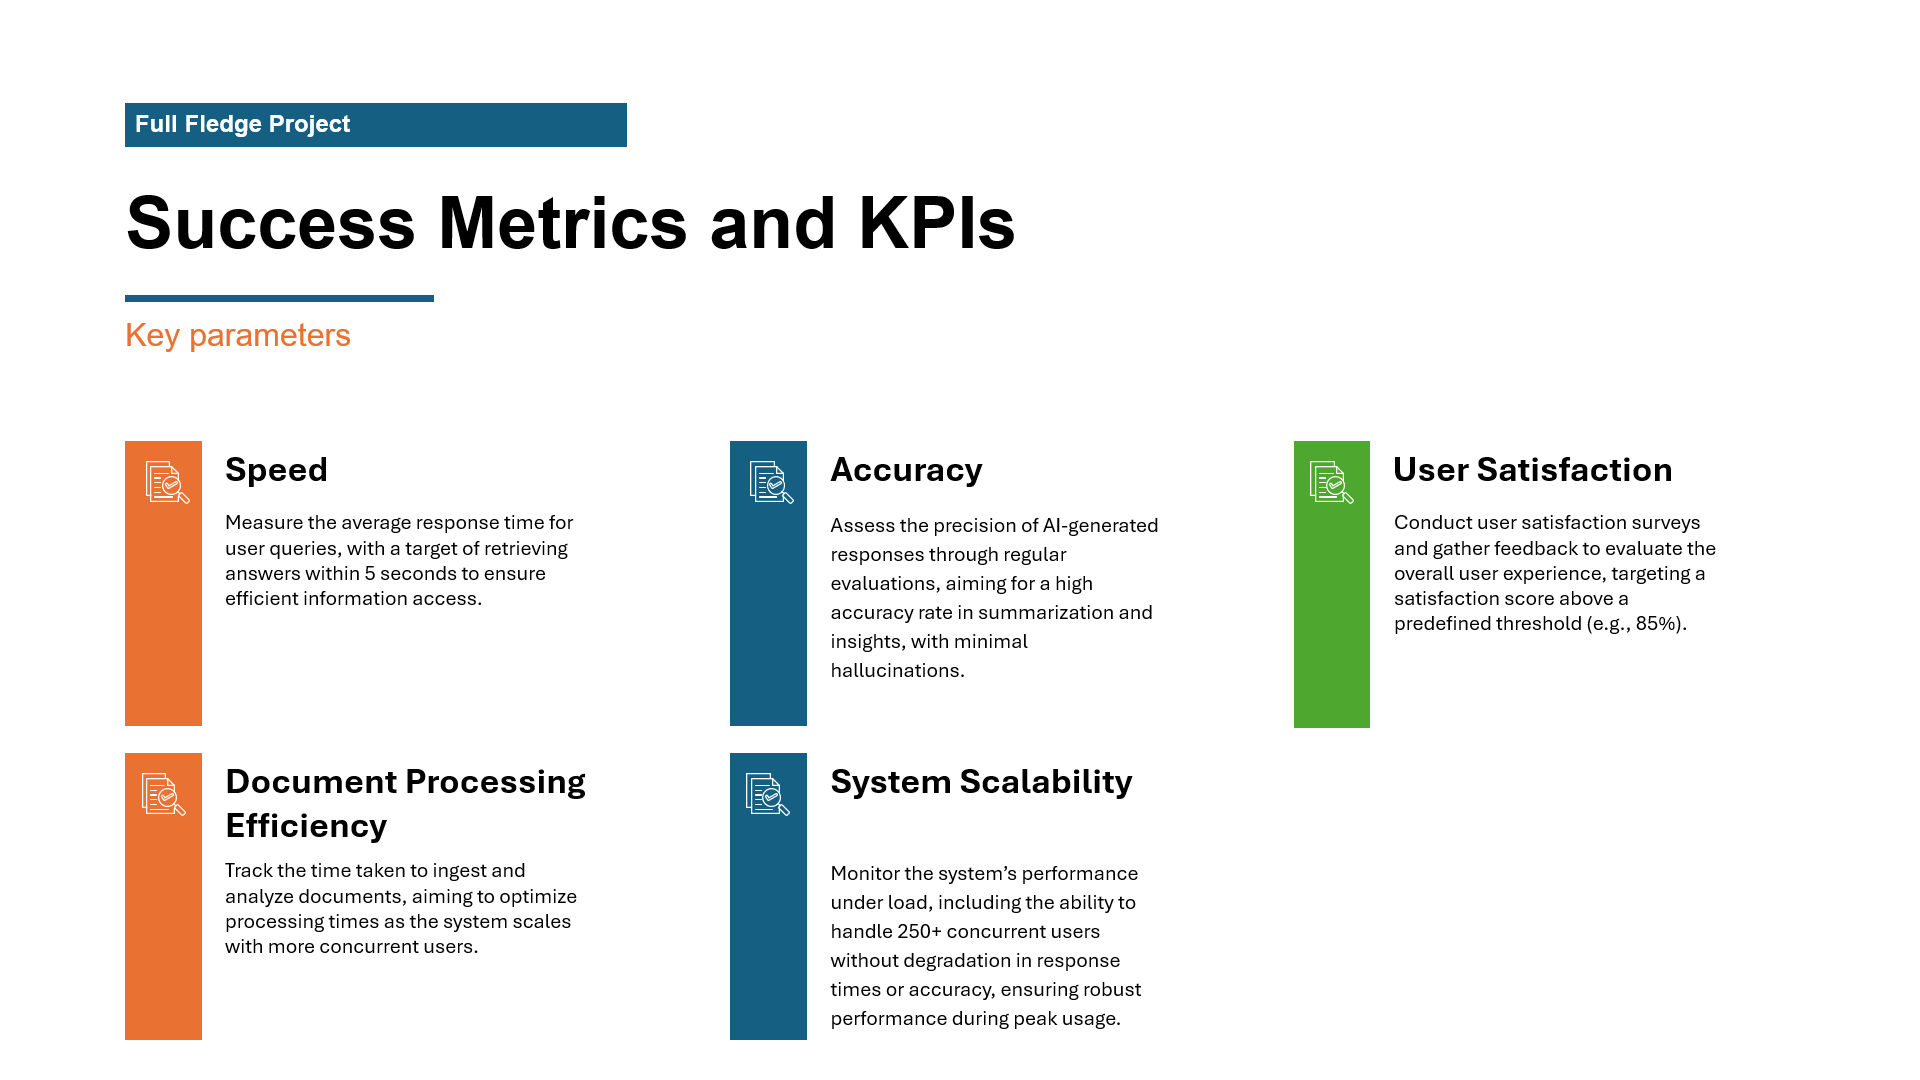 Full Fledge Project
Success Metrics and KPIs
Key parameters
Speed
Measure the average response time for
user queries, with a target of retrieving
answers within 5 seconds to ensure
efficient information access.
Accuracy
Assess the precision of AI-generated
responses through regular
evaluations, aiming for a high
accuracy rate in summarization and
insights, with minimal
hallucinations.
User Satisfaction
Conduct user satisfaction surveys
and gather feedback to evaluate the
overall user experience, targeting a
satisfaction score above a
predefined threshold (e.g., 85%).
Document Processing
Efficiency
Track the time taken to ingest and
analyze documents, aiming to optimize
processing times as the system scales
with more concurrent users.
System Scalability
Monitor the system’s performance
under load, including the ability to
handle 250+ concurrent users
without degradation in response
times or accuracy, ensuring robust
performance during peak usage.